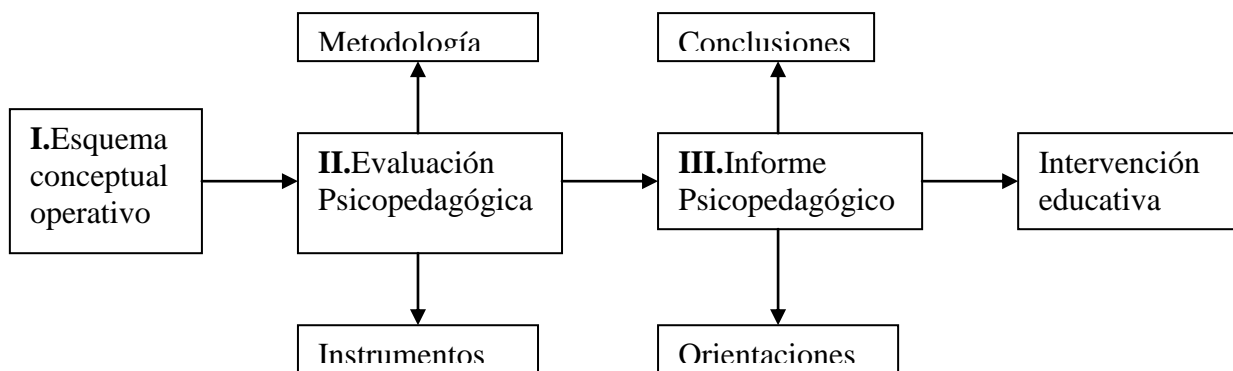 Metodología
Conclusiones
I.Esquema
conceptual
operativo
II.Evaluación
Psicopedagógica
III.Informe
Psicopedagógico
Intervención
educativa
Instrumentos
Orientaciones